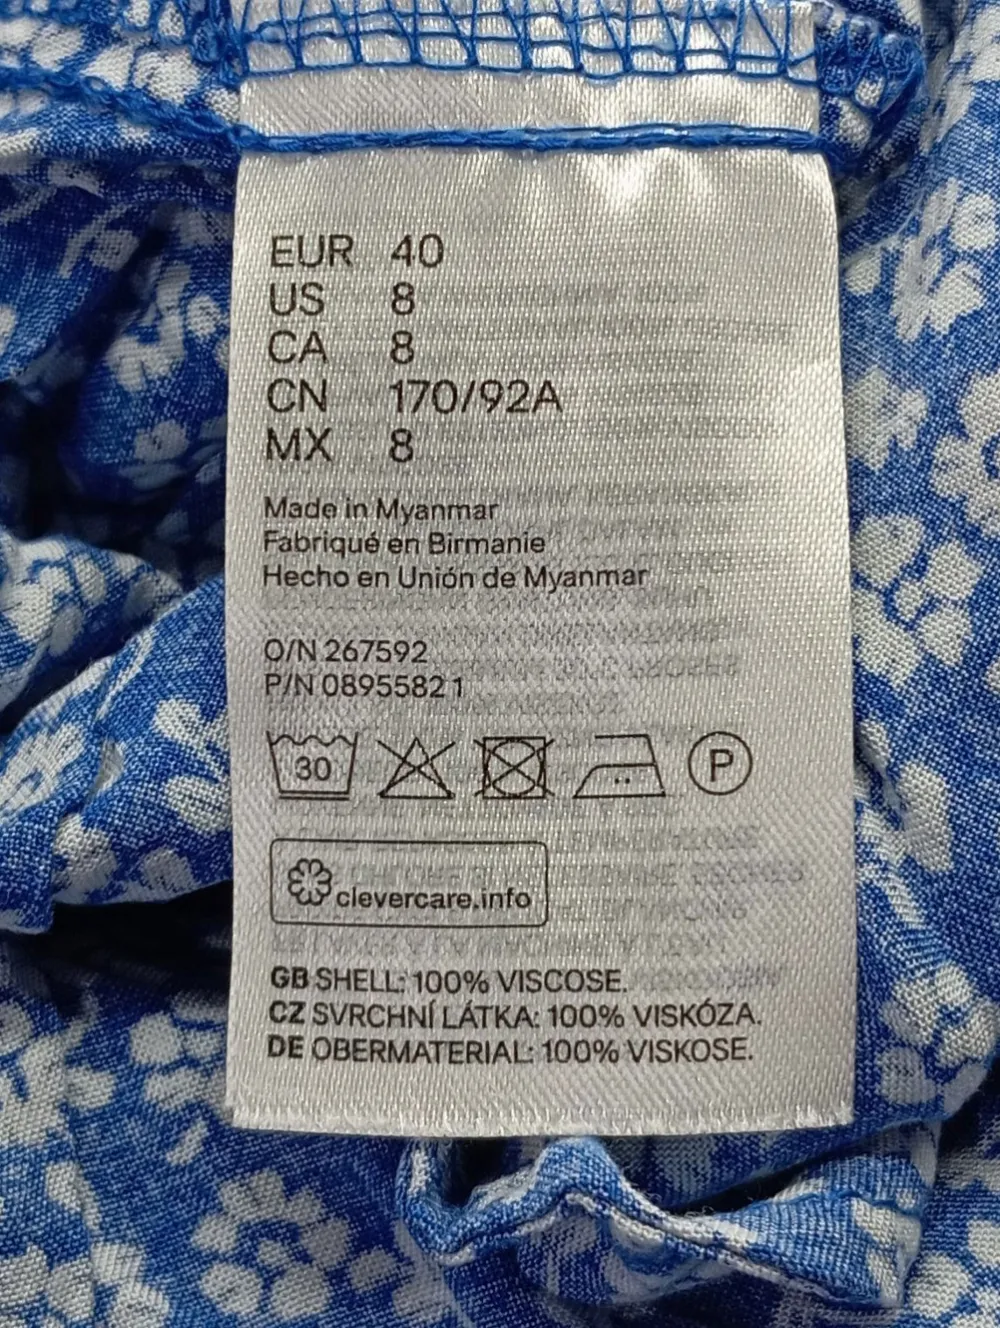 EUR 40
US 8
CA 8
CN 170/92A
MX 8
Made in Myanmar
Fabriqué en Birmanie
Hecho en Unión de Myanmar
O/N 267592
P/N 08955821
30 P
clevercare.info
GB SHELL: 100% VISCOSE.
CZ SVRCHNÍ LÁTKA: 100% VISKÓZA.
DE OBERMATERIAL: 100% VISKOSE.